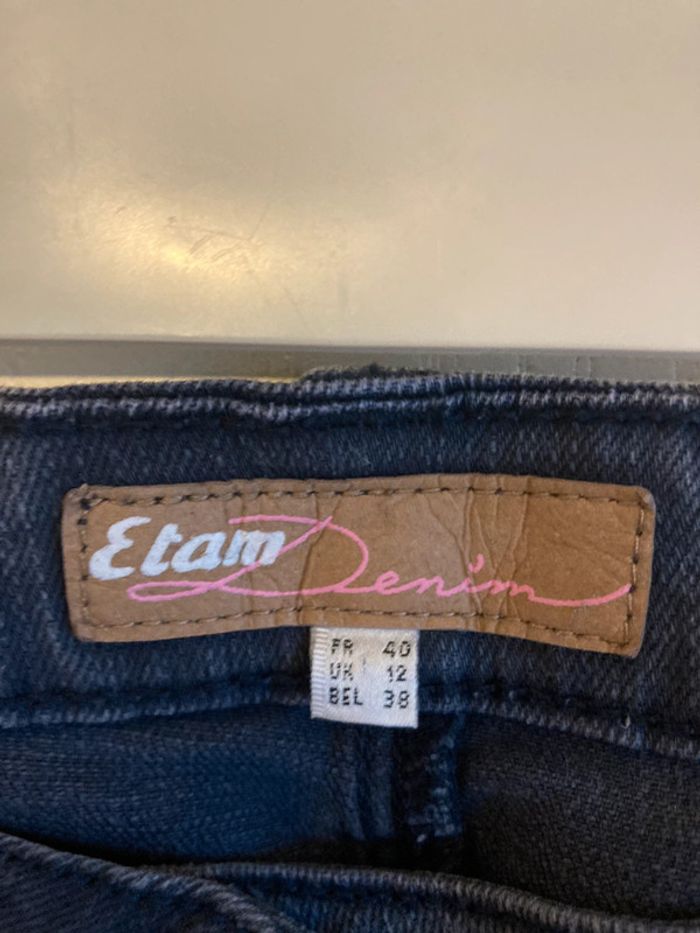 Etam Denim
FR 40
UK 12
BEL 38